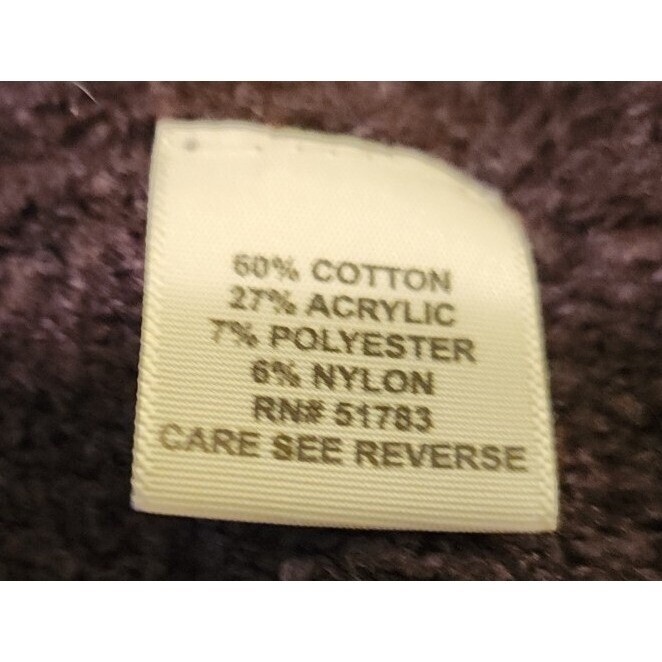 60% COTTON
27% ACRYLIC
7% POLYESTER
6% NYLON
RN# 51783
CARE SEE REVERSE